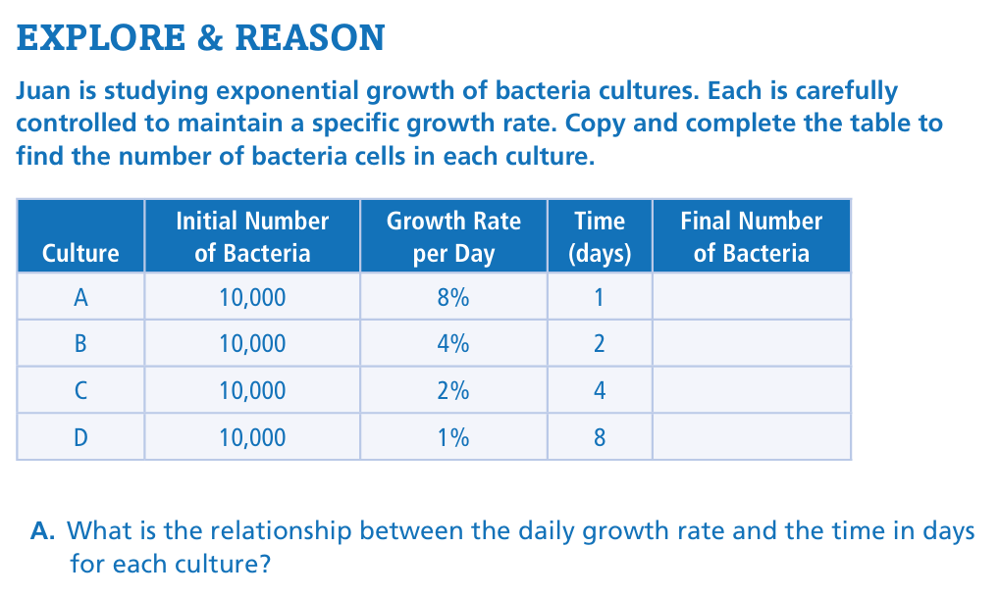 EXPLORE & REASON
Juan is studying exponential growth of bacteria cultures. Each is carefully
controlled to maintain a specific growth rate. Copy and complete the table to
find the number of bacteria cells in each culture.
Culture Initial Number of Bacteria Growth Rate per Day Time (days) Final Number of Bacteria
A 10,000 8% 1
B 10,000 4% 2
C 10,000 2% 4
D 10,000 1% 8
A. What is the relationship between the daily growth rate and the time in days
for each culture?